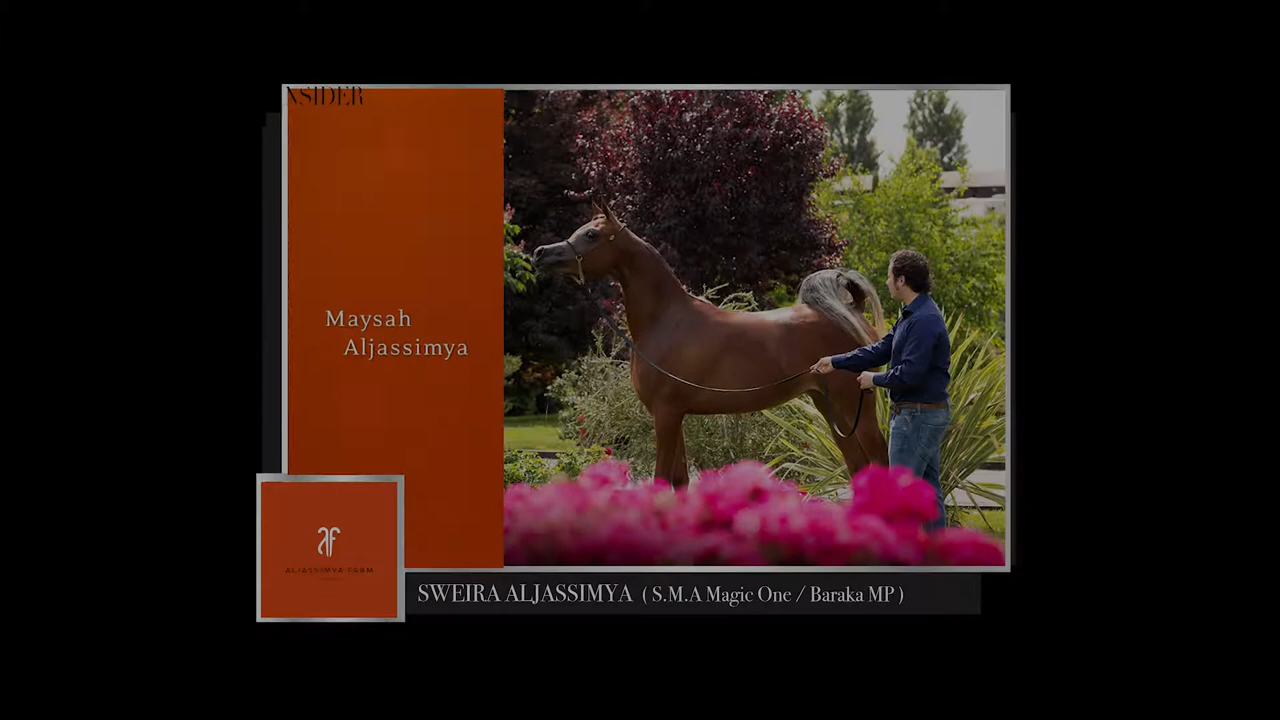 NSIDER
Maysah
Aljassimya
ALJASSIMYA FARM
SWEIRA ALJASSIMYA ( S.M.A Magic One / Baraka MP )